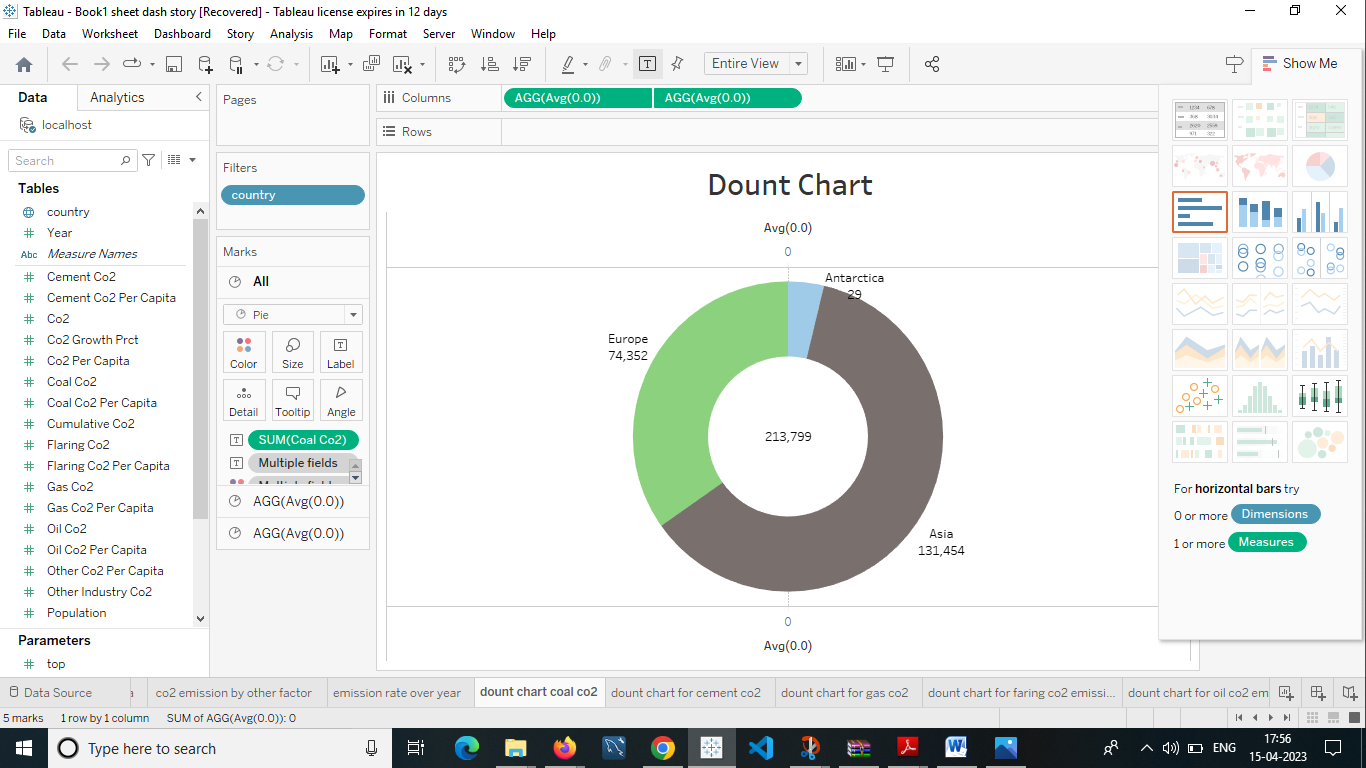 Tableau - Book1 sheet dash story [Recovered] - Tableau license expires in 12 days
File Data Worksheet Dashboard Story Analysis Map Format Server Window Help
Entire View
Show Me
Data Analytics
localhost
Search
Tables
country
Year
Abc Measure Names
Cement Co2
Cement Co2 Per Capita
Co2
Co2 Growth Prct
Co2 Per Capita
Coal Co2
Coal Co2 Per Capita
Cumulative Co2
Flaring Co2
Flaring Co2 Per Capita
Gas Co2
Gas Co2 Per Capita
Oil Co2
Oil Co2 Per Capita
Other Co2 Per Capita
Other Industry Co2
Population
Parameters
top
Pages
Filters
country
Marks
All
Pie
Color Size Label
Detail Tooltip Angle
SUM(Coal Co2)
Multiple fields
AGG(Avg(0.0))
AGG(Avg(0.0))
Columns AGG(Avg(0.0)) AGG(Avg(0.0))
Rows
Dount Chart
Avg(0.0)
0
Antarctica
29
Europe
74,352
213,799
Asia
131,454
0
Avg(0.0)
For horizontal bars try
0 or more Dimensions
1 or more Measures
Data Source co2 emission by other factor emission rate over year dount chart coal co2 dount chart for cement co2 dount chart for gas co2 dount chart for faring co2 emissi... dount chart for oil co2 em
5 marks 1 row by 1 column SUM of AGG(Avg(0.0)): 0
Type here to search
ENG
17:56
15-04-2023